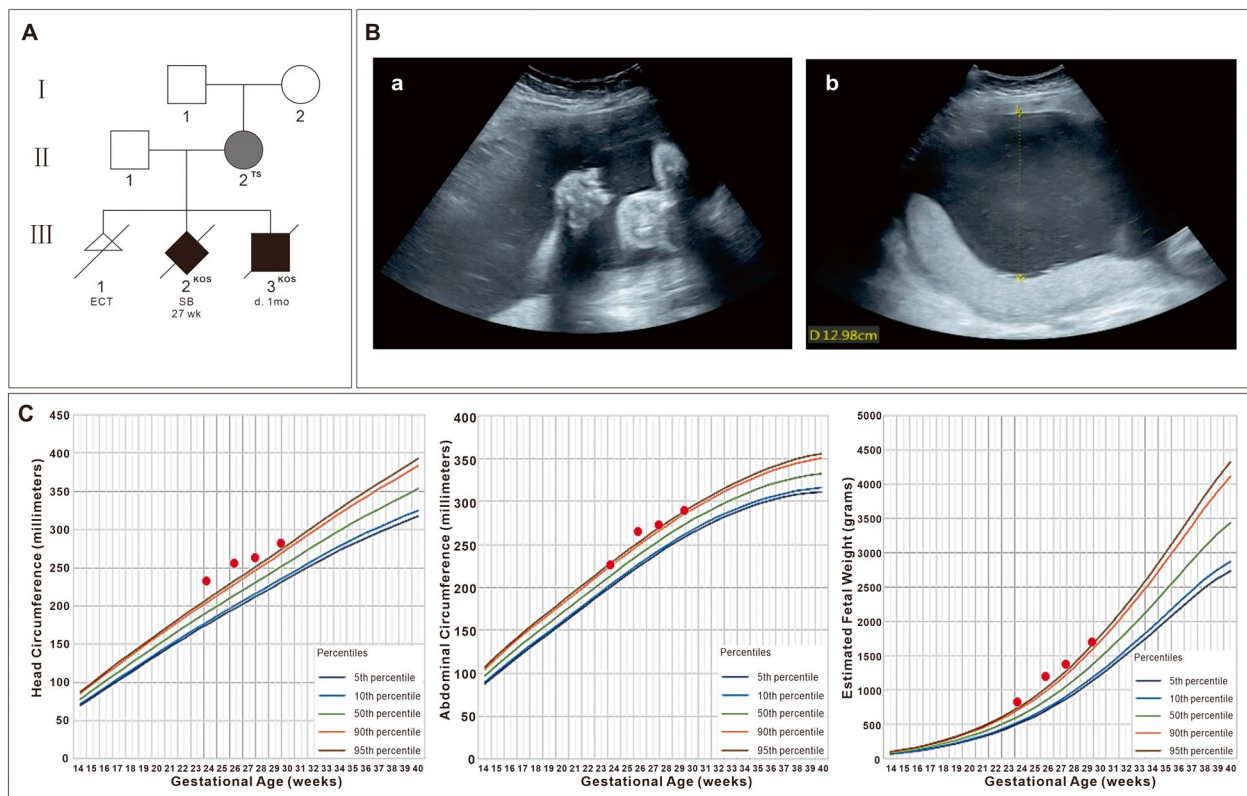 A
I
1
2
II
1
2 TS
III
1
ECT
2 KOS
SB
27 wk
3 KOS
d. 1mo
B
a
b
D 12.98cm
C
Head Circumference (millimeters)
450
400
350
300
250
200
150
100
50
0
14 15 16 17 18 19 20 21 22 23 24 25 26 27 28 29 30 31 32 33 34 35 36 37 38 39 40
Gestational Age (weeks)
Percentiles
5th percentile
10th percentile
50th percentile
90th percentile
95th percentile
Abdominal Circumference (millimeters)
400
350
300
250
200
150
100
50
0
14 15 16 17 18 19 20 21 22 23 24 25 26 27 28 29 30 31 32 33 34 35 36 37 38 39 40
Gestational Age (weeks)
Percentiles
5th percentile
10th percentile
50th percentile
90th percentile
95th percentile
Estimated Fetal Weight (grams)
5000
4500
4000
3500
3000
2500
2000
1500
1000
500
0
14 15 16 17 18 19 20 21 22 23 24 25 26 27 28 29 30 31 32 33 34 35 36 37 38 39 40
Gestational Age (weeks)
Percentiles
5th percentile
10th percentile
50th percentile
90th percentile
95th percentile